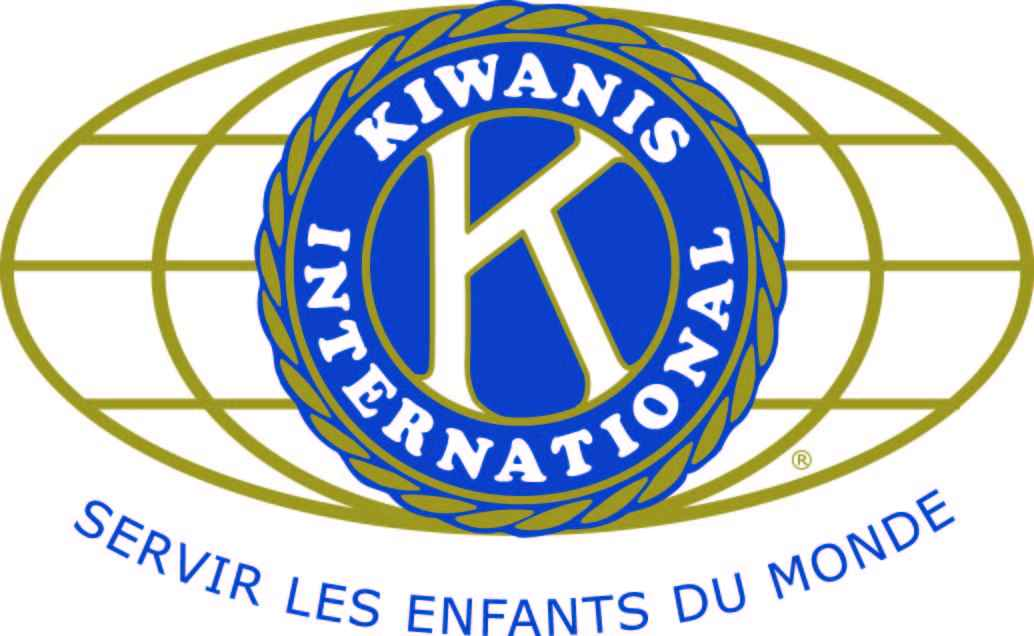 KIWANIS
K
INTERNATIONAL
®
SERVIR LES ENFANTS DU MONDE